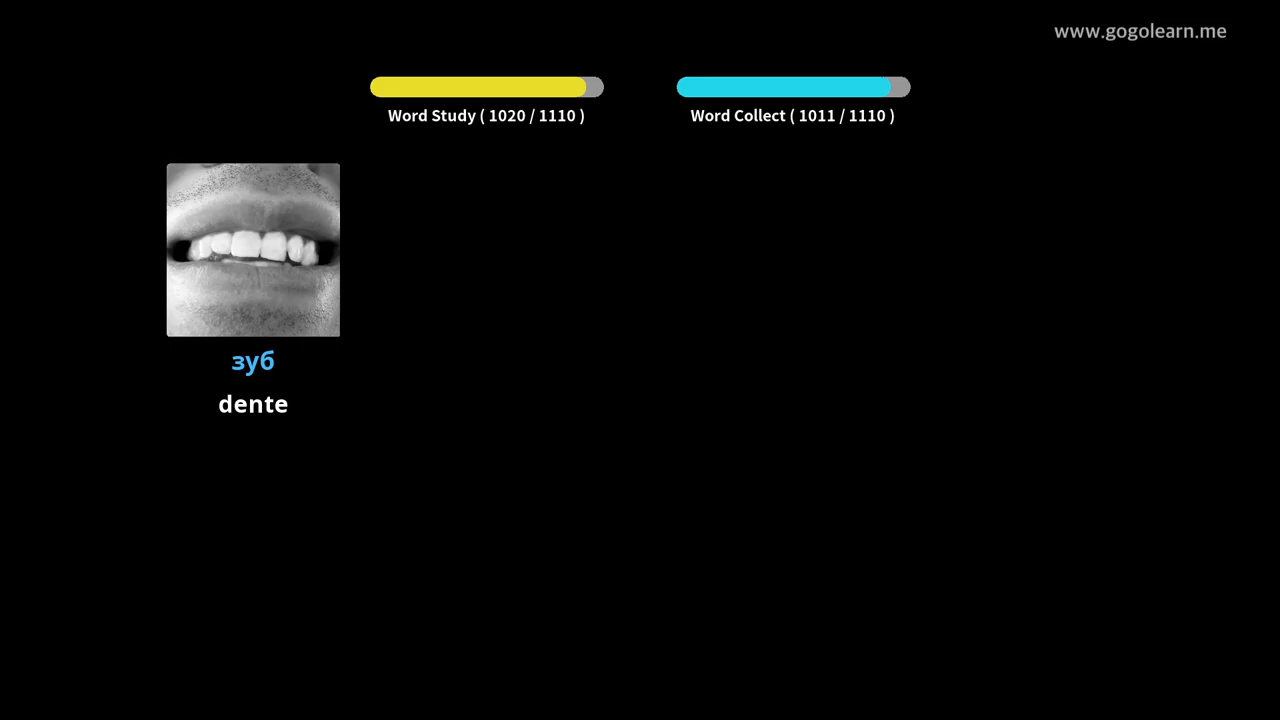 www.gogolearn.me
Word Study ( 1020 / 1110 )
Word Collect ( 1011 / 1110 )
зуб
dente